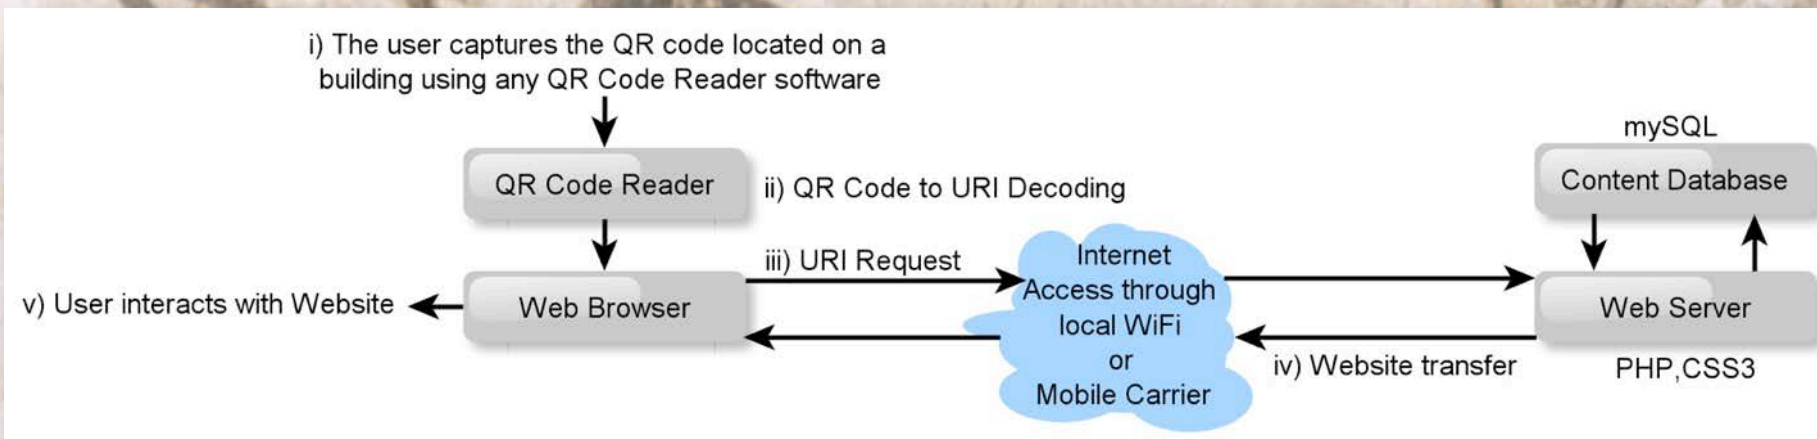 i) The user captures the QR code located on a
building using any QR Code Reader software
mySQL
QR Code Reader
ii) QR Code to URI Decoding
Content Database
iii) URI Request
Internet
Access through
local WiFi
or
Mobile Carrier
v) User interacts with Website
Web Browser
Web Server
iv) Website transfer
PHP,CSS3